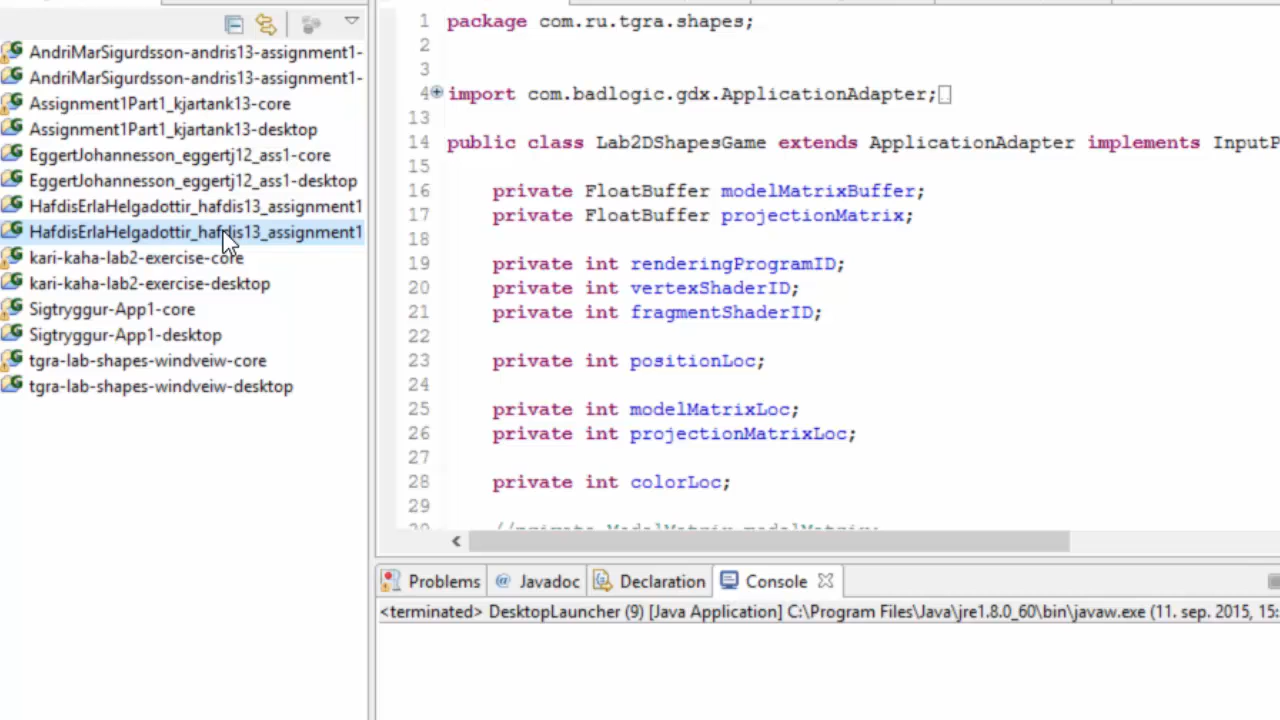 AndriMarSigurdsson-andris13-assignment1-
AndriMarSigurdsson-andris13-assignment1-
Assignment1Part1_kjartank13-core
Assignment1Part1_kjartank13-desktop
EggertJohannesson_eggertj12_ass1-core
EggertJohannesson_eggertj12_ass1-desktop
HafdisErlaHelgadottir_hafdis13_assignment1
HafdisErlaHelgadottir_hafdis13_assignment1
kari-kaha-lab2-exercise-core
kari-kaha-lab2-exercise-desktop
Sigtryggur-App1-core
Sigtryggur-App1-desktop
tgra-lab-shapes-windveiw-core
tgra-lab-shapes-windveiw-desktop
1 package com.ru.tgra.shapes;
2
3
4 import com.badlogic.gdx.ApplicationAdapter;
13
14 public class Lab2DShapesGame extends ApplicationAdapter implements InputP
15
16 private FloatBuffer modelMatrixBuffer;
17 private FloatBuffer projectionMatrix;
18
19 private int renderingProgramID;
20 private int vertexShaderID;
21 private int fragmentShaderID;
22
23 private int positionLoc;
24
25 private int modelMatrixLoc;
26 private int projectionMatrixLoc;
27
28 private int colorLoc;
29
Problems @ Javadoc Declaration Console
<terminated> DesktopLauncher (9) [Java Application] C:\Program Files\Java\jre1.8.0_60\bin\javaw.exe (11. sep. 2015, 15: